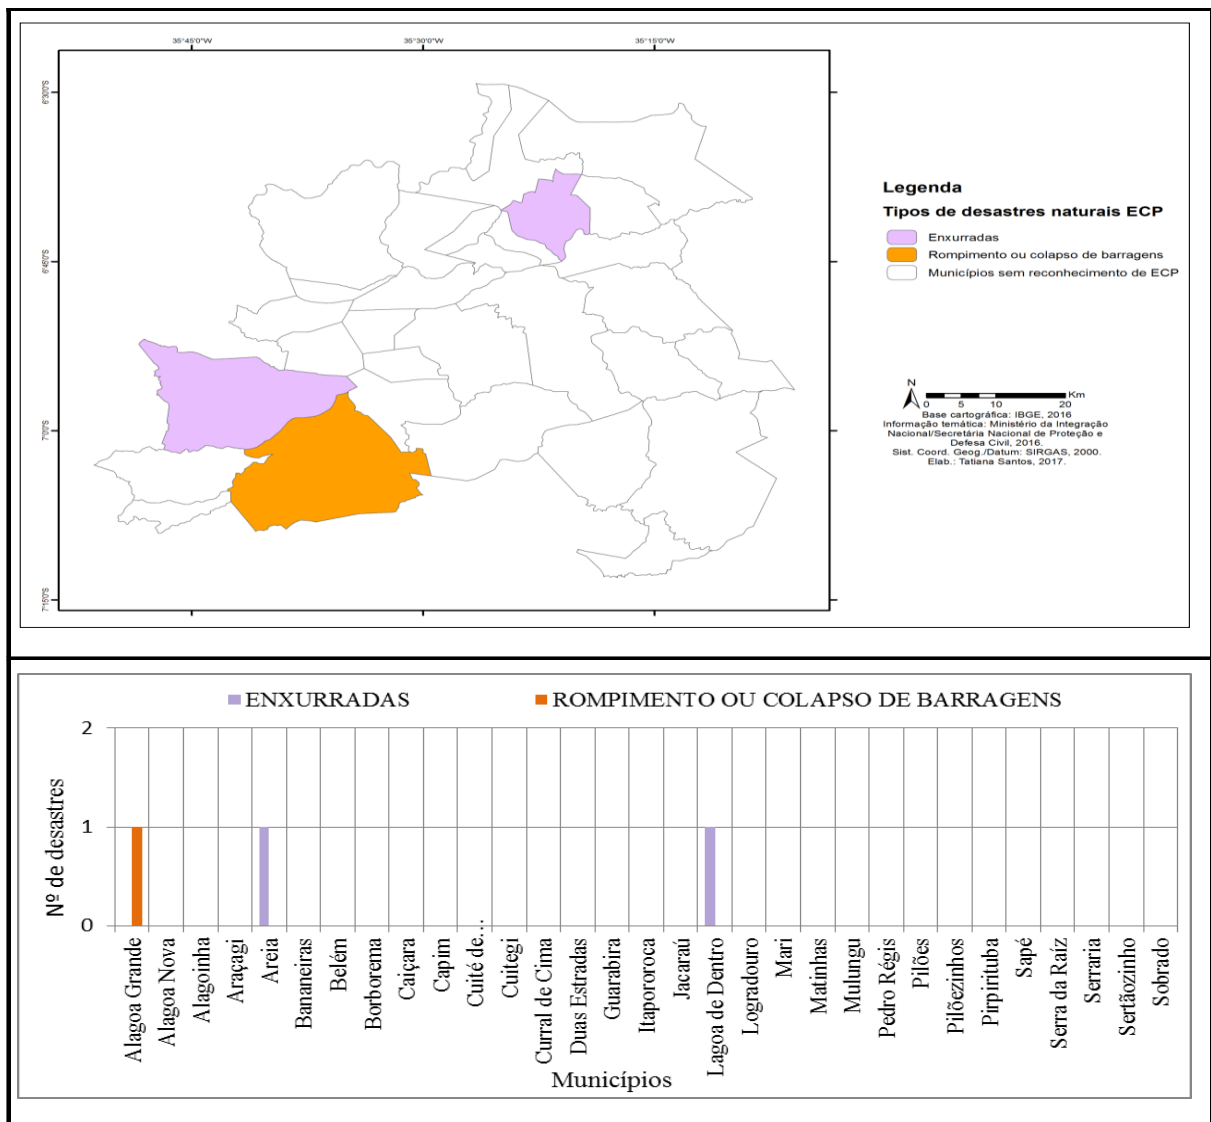 35°45'0"W
35°30'0"W
35°15'0"W
6°30'0"S
6°45'0"S
7°0'0"S
7°15'0"S
Legenda
Tipos de desastres naturais ECP
Enxurradas
Rompimento ou colapso de barragens
Municípios sem reconhecimento de ECP
N
Km
0 5 10 20
Base cartográfica: IBGE, 2016
Informação temática: Ministério da Integração
Nacional/Secretária Nacional de Proteção e
Defesa Civil, 2016.
Sist. Coord. Geog./Datum: SIRGAS, 2000.
Elab.: Tatiana Santos, 2017.
ENXURRADAS
ROMPIMENTO OU COLAPSO DE BARRAGENS
Nº de desastres
2
1
0
Alagoa Grande
Alagoa Nova
Alagoinha
Araçagi
Areia
Bananeiras
Belém
Borborema
Caiçara
Capim
Cuité de...
Cuitegi
Curral de Cima
Duas Estradas
Guarabira
Itapororoca
Jacaraú
Lagoa de Dentro
Logradouro
Mari
Matinhas
Mulungu
Pedro Régis
Pilões
Pilõezinhos
Pirpirituba
Sapé
Serra da Raíz
Serraria
Sertãozinho
Sobrado
Municípios